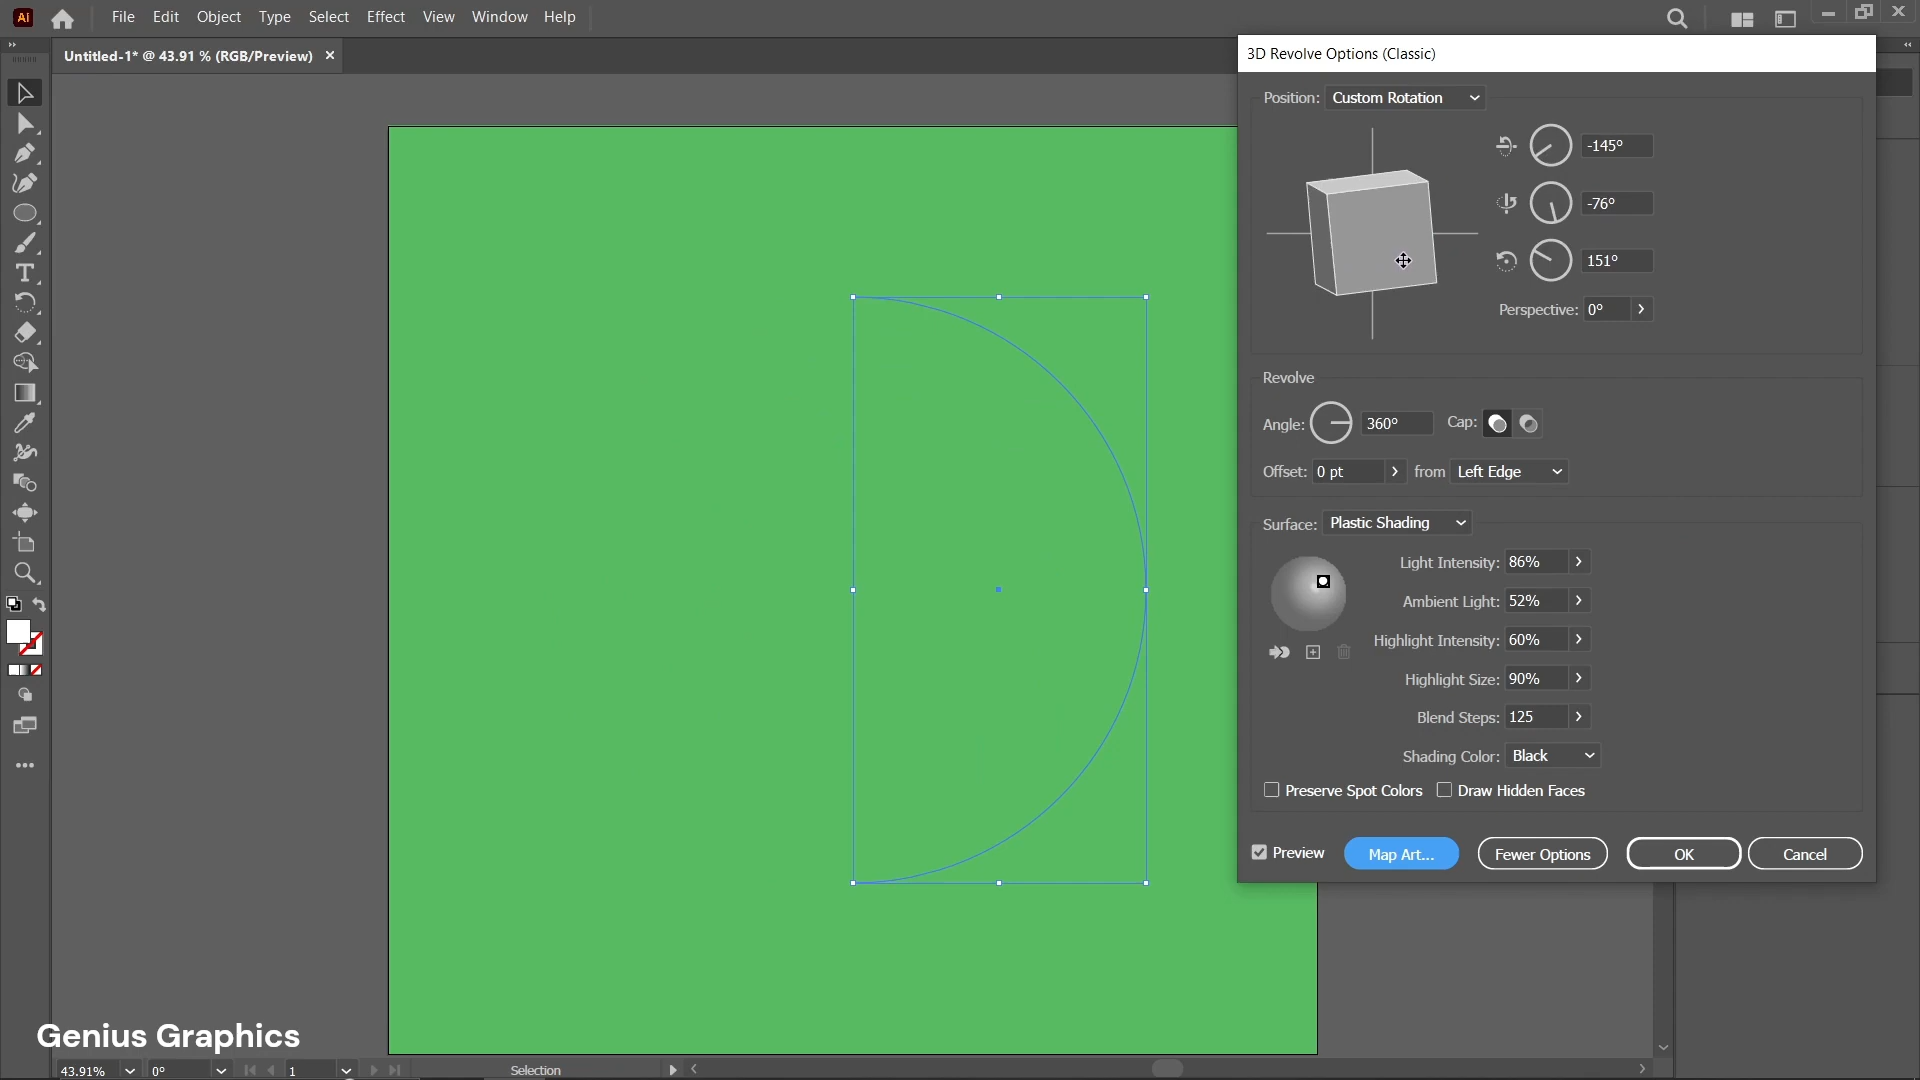 Ai File Edit Object Type Select Effect View Window Help
Untitled-1* @ 43.91 % (RGB/Preview) ×
3D Revolve Options (Classic)
Position: Custom Rotation
-145°
-76°
151°
Perspective: 0°
Revolve
Angle: 360° Cap:
Offset: 0 pt from Left Edge
Surface: Plastic Shading
Light Intensity: 86%
Ambient Light: 52%
Highlight Intensity: 60%
Highlight Size: 90%
Blend Steps: 125
Shading Color: Black
Preserve Spot Colors Draw Hidden Faces
Preview Map Art... Fewer Options OK Cancel
Genius Graphics
43.91% 0° 1 Selection